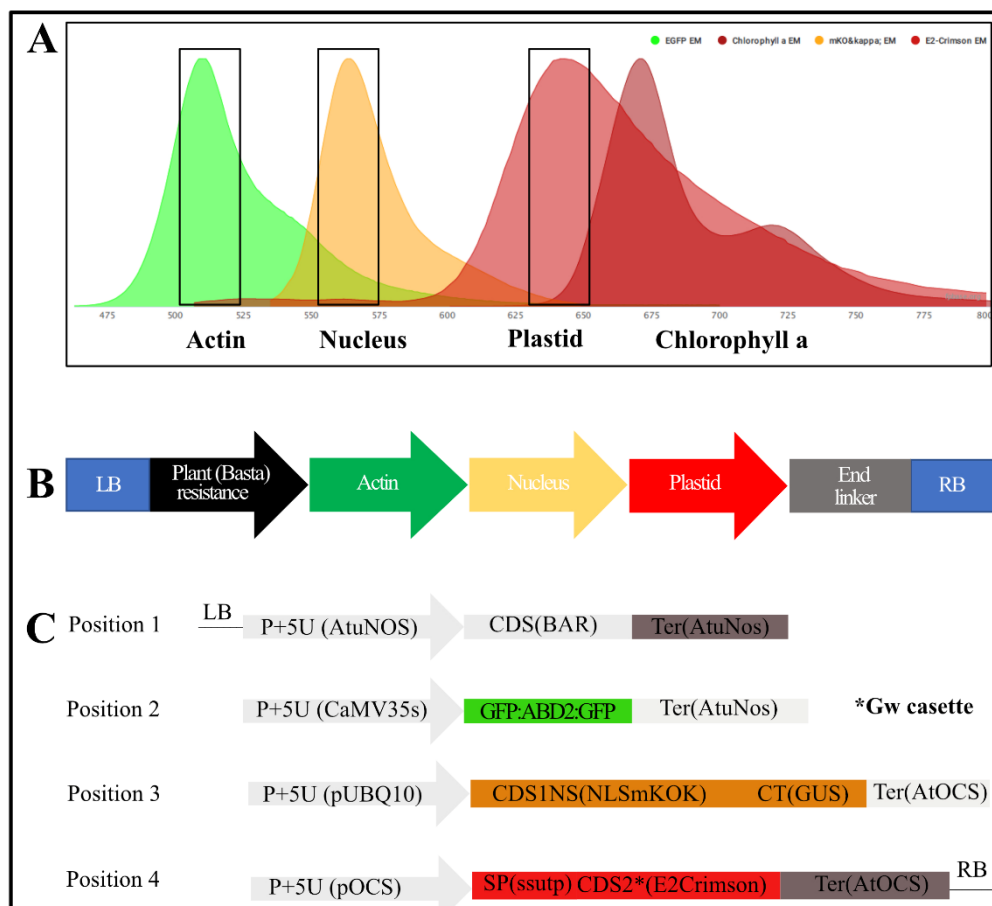 A
EGFP EM Chlorophyll a EM mKO&kappa; EM E2-Crimson EM
475 500 525 550 575 600 625 650 675 700 725 750 775 800
Actin Nucleus Plastid Chlorophyll a
B
LB Plant (Basta) resistance Actin Nucleus Plastid End linker RB
C
Position 1 LB P+5U (AtuNOS) CDS(BAR) Ter(AtuNos)
Position 2 P+5U (CaMV35s) GFP:ABD2:GFP Ter(AtuNos) *Gw casette
Position 3 P+5U (pUBQ10) CDS1NS(NLSmKOK) CT(GUS) Ter(AtOCS)
Position 4 P+5U (pOCS) SP(ssutp) CDS2*(E2Crimson) Ter(AtOCS) RB